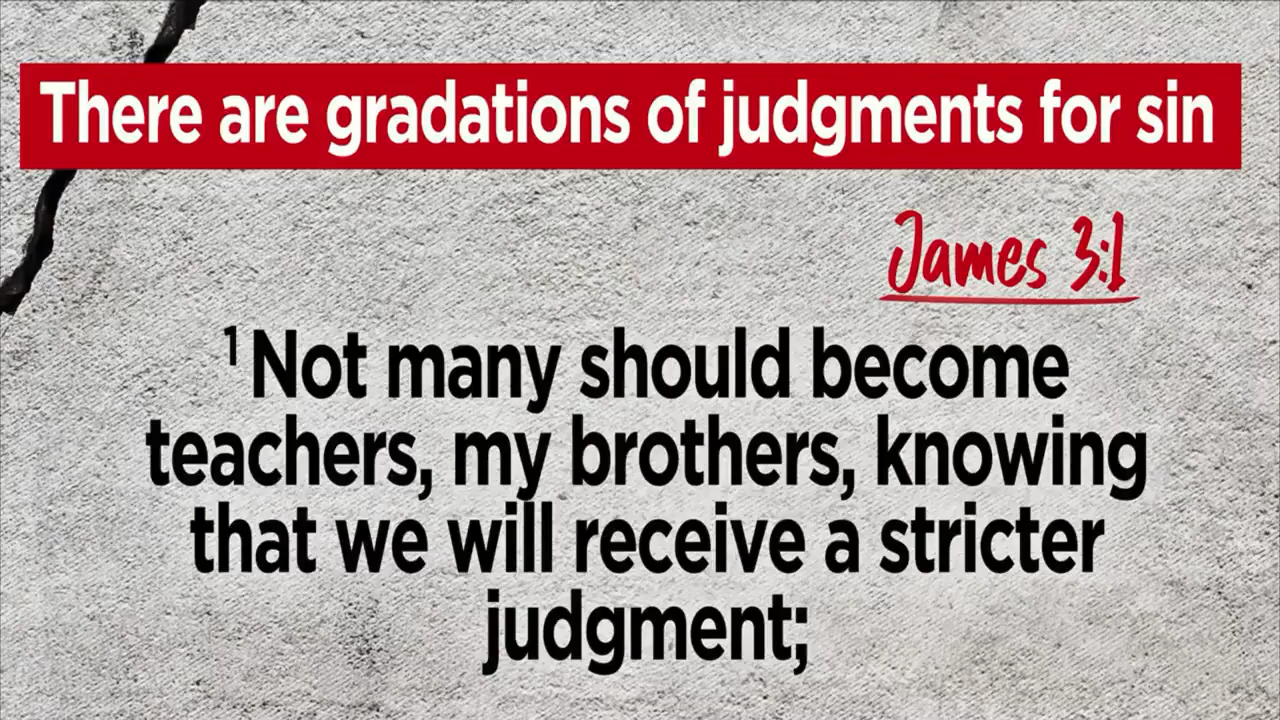 There are gradations of judgments for sin
James 3:1
1 Not many should become
teachers, my brothers, knowing
that we will receive a stricter
judgment;